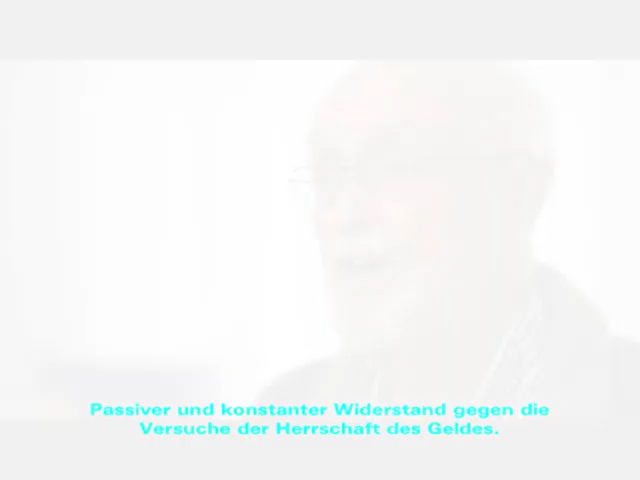 Passiver und konstanter Widerstand gegen die
Versuche der Herrschaft des Geldes.